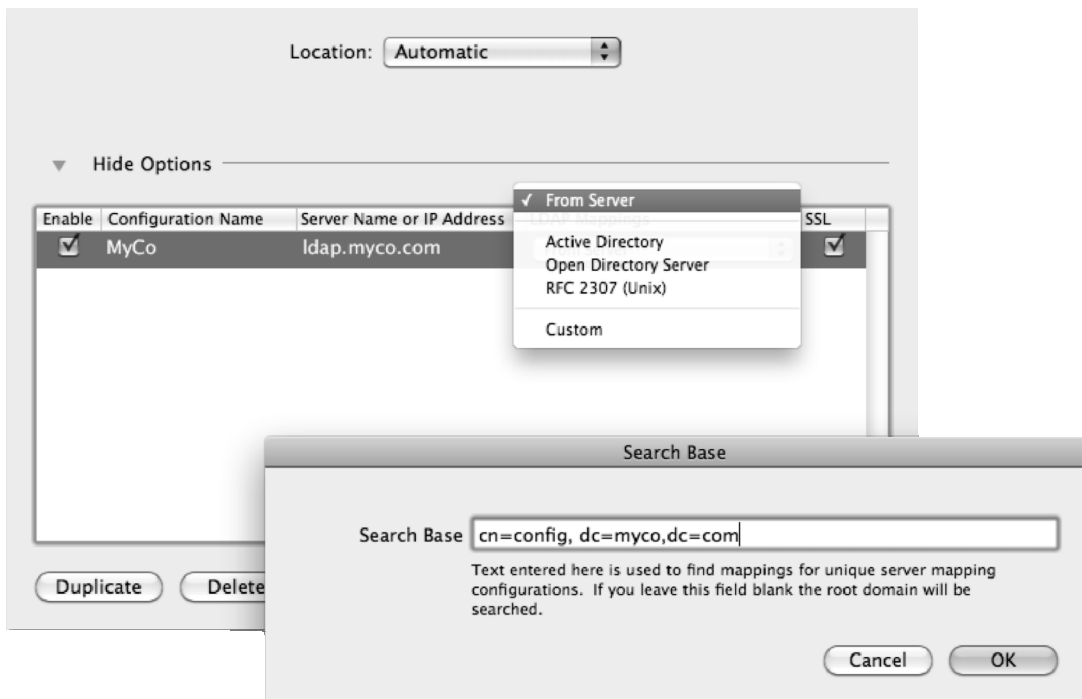 Location: Automatic
Hide Options
Enable Configuration Name Server Name or IP Address LDAP Mappings SSL
MyCo ldap.myco.com
✓ From Server
Active Directory
Open Directory Server
RFC 2307 (Unix)
Custom
Duplicate Delete
Search Base
Search Base cn=config, dc=myco,dc=com
Text entered here is used to find mappings for unique server mapping
configurations. If you leave this field blank the root domain will be
searched.
Cancel OK